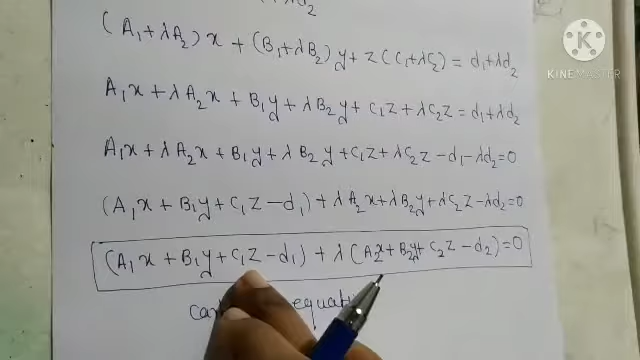 λd₂
(A₁+λA₂)x + (B₁+λB₂)y + z(C₁+λC₂) = d₁+λd₂
KINEMASTER
A₁x + λA₂x + B₁y + λB₂y + C₁z + λC₂z = d₁+λd₂
A₁x + λA₂x + B₁y + λB₂y + C₁z + λC₂z - d₁ - λd₂ = 0
(A₁x + B₁y + C₁z - d₁) + λA₂x + λB₂y + λC₂z - λd₂ = 0
(A₁x + B₁y + C₁z - d₁) + λ(A₂x + B₂y + C₂z - d₂) = 0